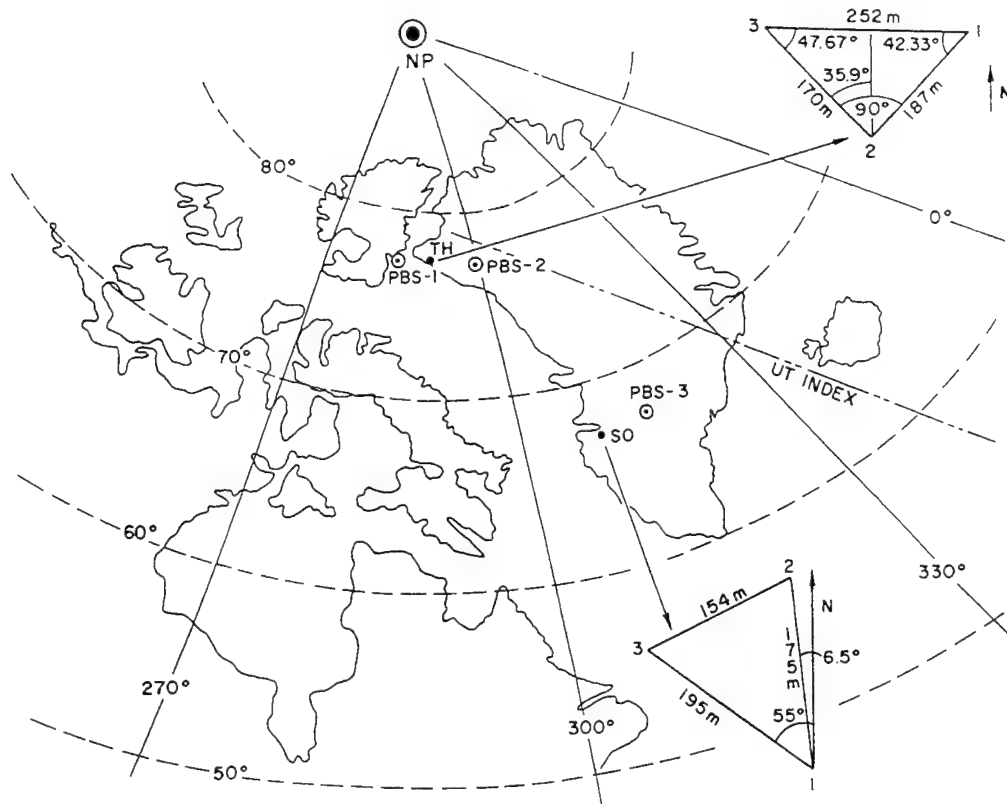 252 m
3
1
47.67°
42.33°
NP
35.9°
N
170m
90°
187m
2
80°
0°
TH
PBS-1
PBS-2
70°
UT INDEX
PBS-3
SO
60°
2
330°
154m
N
3
175m
6.5°
270°
195m
55°
300°
50°
1